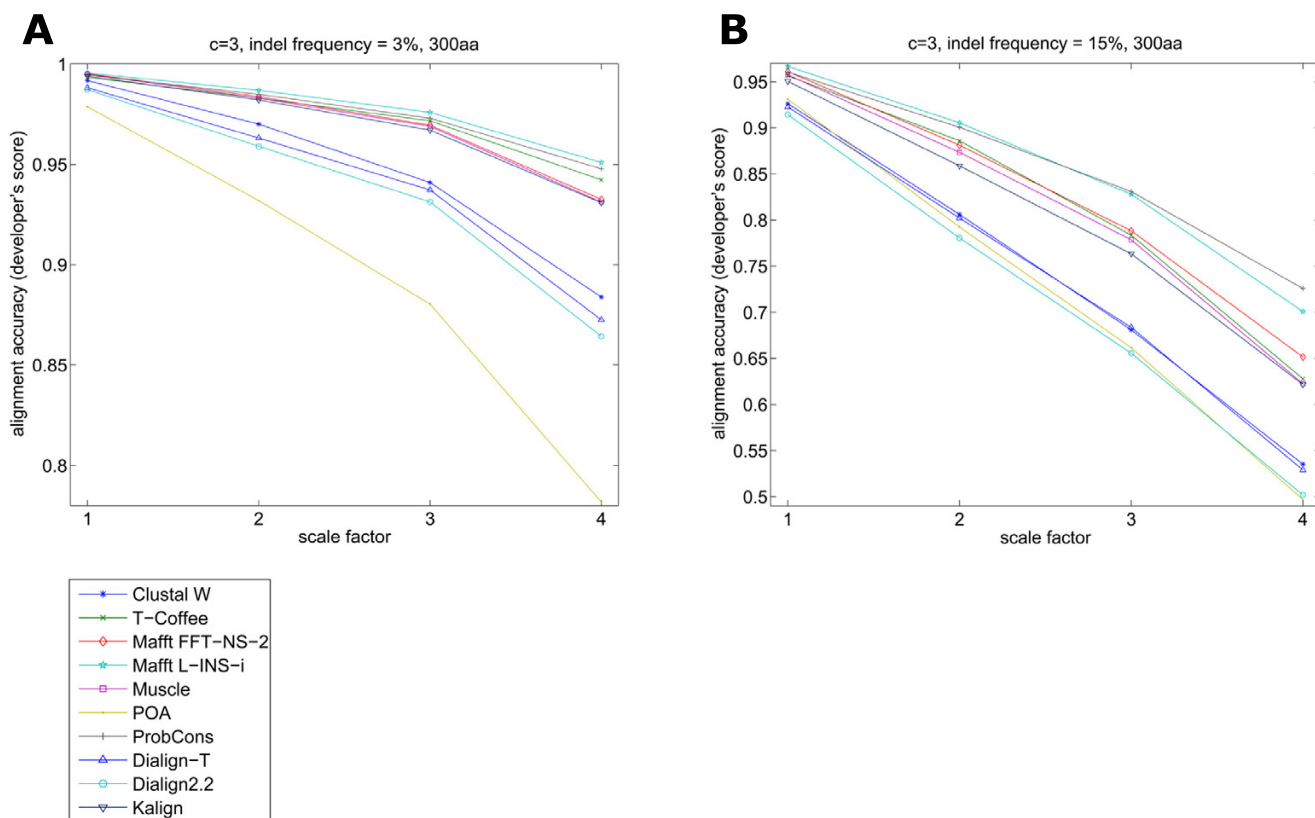 A
c=3, indel frequency = 3%, 300aa
1
0.95
0.9
0.85
0.8
alignment accuracy (developer's score)
1 2 3 4
scale factor
B
c=3, indel frequency = 15%, 300aa
0.95
0.9
0.85
0.8
0.75
0.7
0.65
0.6
0.55
0.5
alignment accuracy (developer's score)
1 2 3 4
scale factor
Clustal W
T−Coffee
Mafft FFT−NS−2
Mafft L−INS−i
Muscle
POA
ProbCons
Dialign−T
Dialign2.2
Kalign